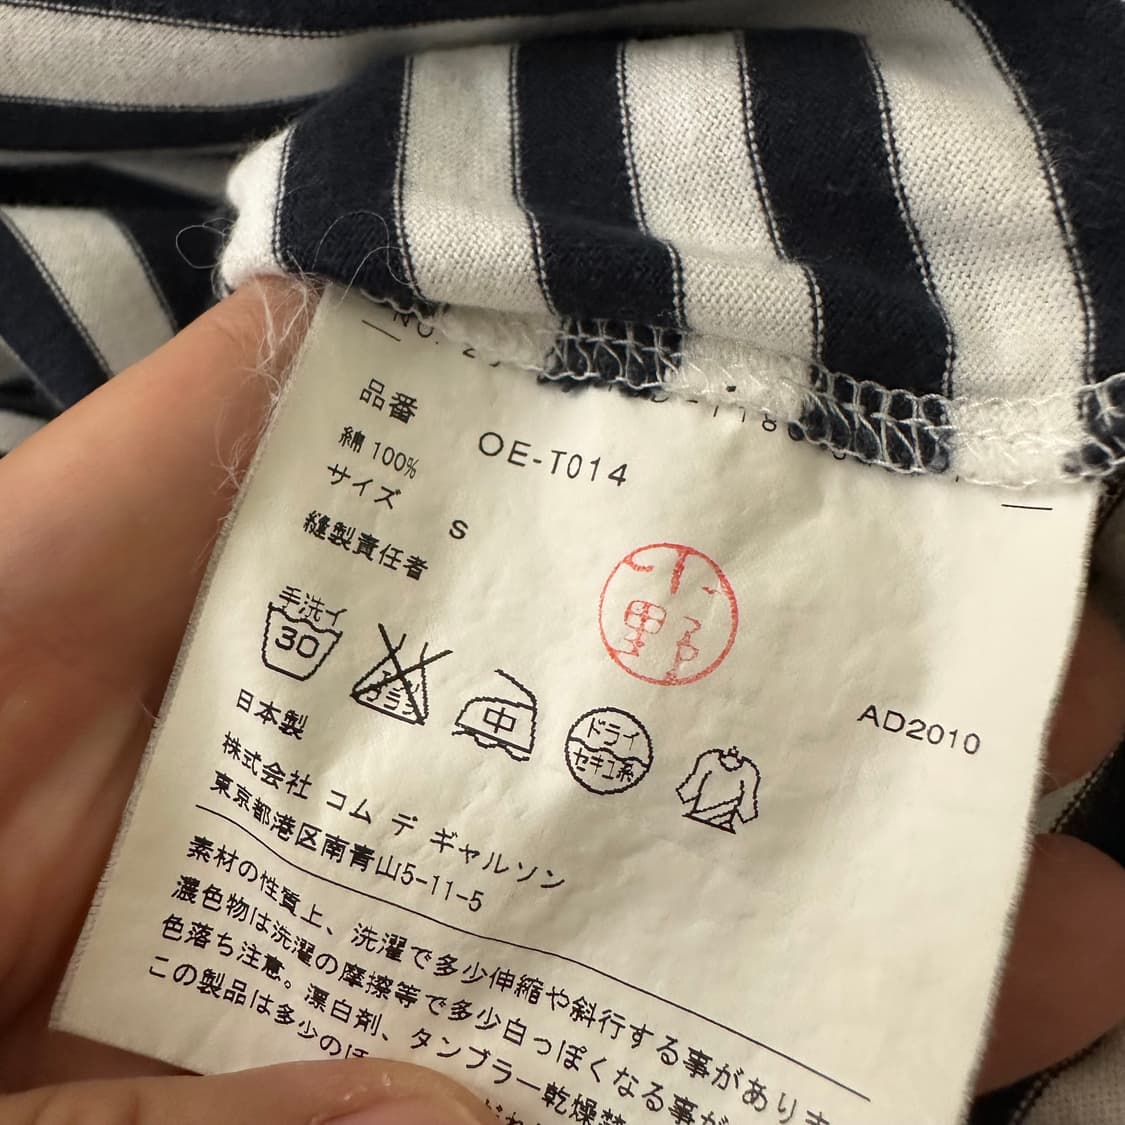 品番 OE-T014
綿 100%
サイズ S
縫製責任者
小野
手洗イ
30
中
ドライ
セキユ系
AD2010
日本製
株式会社 コム デ ギャルソン
東京都港区南青山5-11-5
素材の性質上、洗濯で多少伸縮や斜行する事がありま
濃色物は洗濯の摩擦等で多少白っぽくなる事が
色落ち注意。漂白剤、タンブラー乾燥禁
この製品は多少のほ